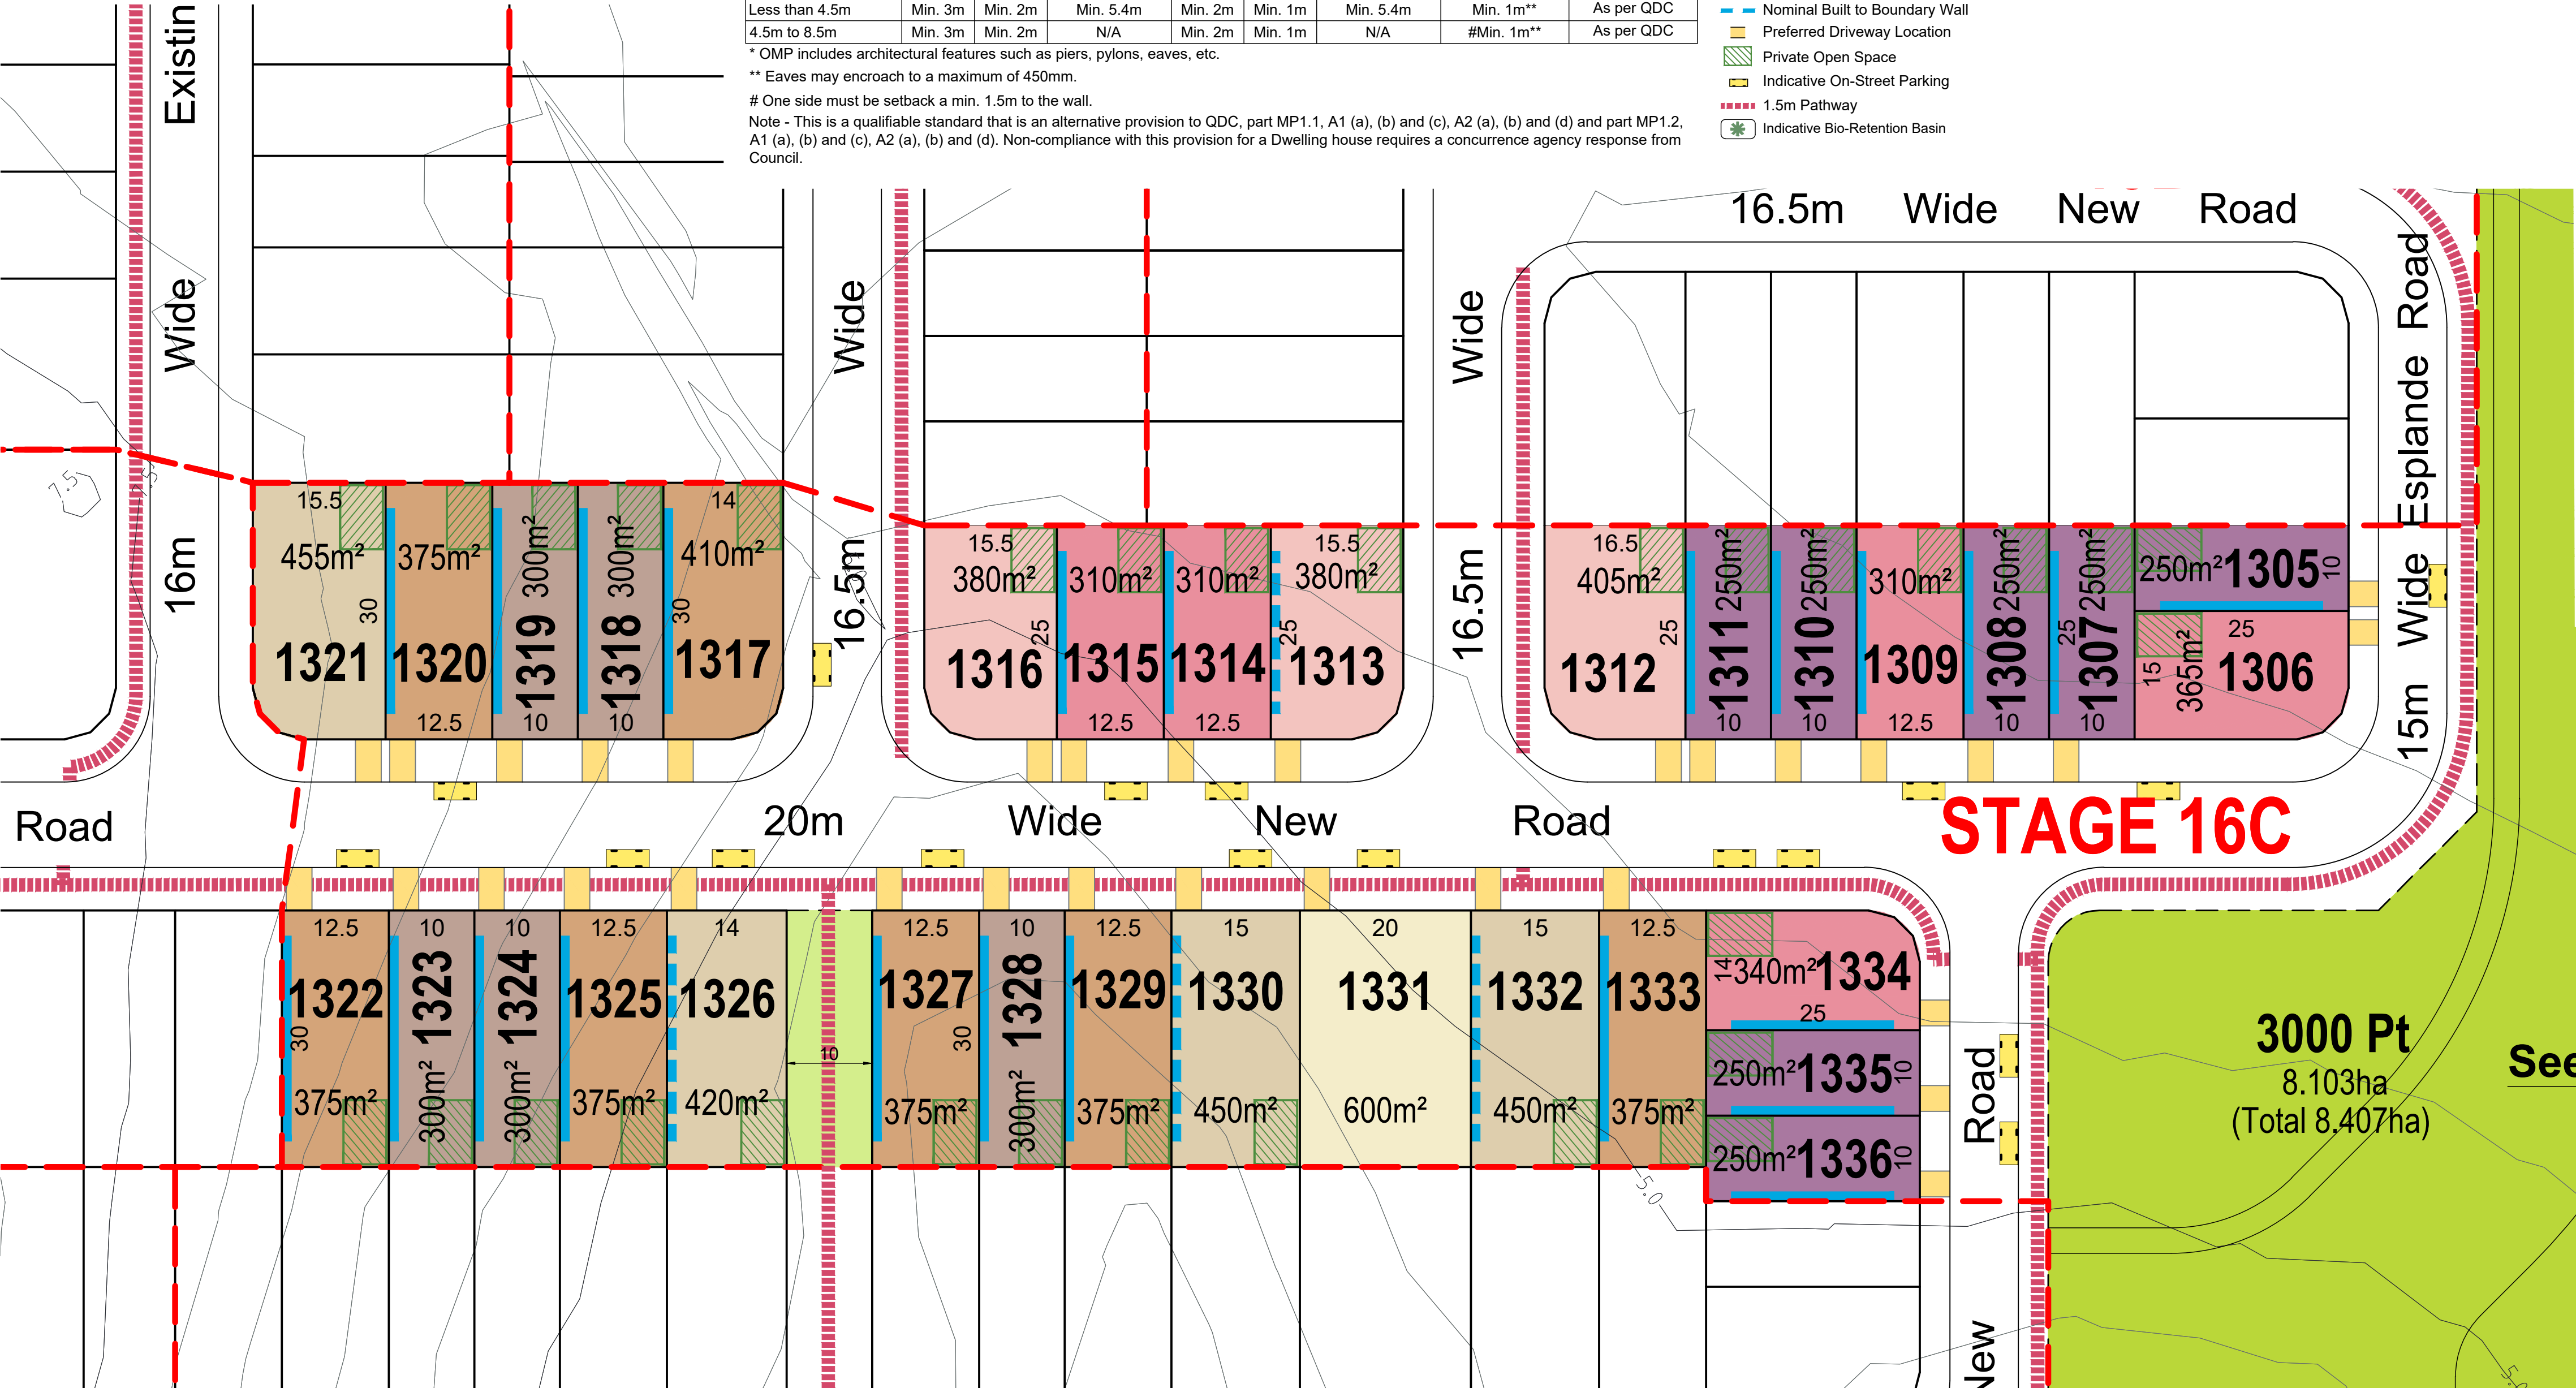 Less than 4.5m Min. 3m Min. 2m Min. 5.4m Min. 2m Min. 1m Min. 5.4m Min. 1m** As per QDC
4.5m to 8.5m Min. 3m Min. 2m N/A Min. 2m Min. 1m N/A #Min. 1m** As per QDC
* OMP includes architectural features such as piers, pylons, eaves, etc.
** Eaves may encroach to a maximum of 450mm.
# One side must be setback a min. 1.5m to the wall.
Note - This is a qualifiable standard that is an alternative provision to QDC, part MP1.1, A1 (a), (b) and (c), A2 (a), (b) and (d) and part MP1.2,
A1 (a), (b) and (c), A2 (a), (b) and (d). Non-compliance with this provision for a Dwelling house requires a concurrence agency response from
Council.
Nominal Built to Boundary Wall
Preferred Driveway Location
Private Open Space
Indicative On-Street Parking
1.5m Pathway
Indicative Bio-Retention Basin
16m Wide Existin
16.5m Wide
16.5m Wide
16.5m Wide New Road
15m Wide Esplande Road
7.5
7.5
15.5
455m²
30
1321
375m²
1320
12.5
300m²
1319
10
300m²
1318
10
14
410m²
30
1317
15.5
380m²
25
1316
310m²
1315
12.5
310m²
1314
12.5
15.5
380m²
25
1313
16.5
405m²
25
1312
250m²
1311
10
250m²
1310
10
310m²
1309
12.5
250m²
1308
10
250m²
25
1307
10
250m² 1305
10
25
15
365m²
1306
Road
20m Wide New Road
STAGE 16C
12.5
1322
30
375m²
10
1323
300m²
10
1324
300m²
12.5
1325
375m²
14
1326
420m²
10
12.5
1327
30
375m²
10
1328
300m²
12.5
1329
375m²
15
1330
450m²
20
1331
600m²
15
1332
450m²
12.5
1333
375m²
14
340m² 1334
25
250m² 1335
10
250m² 1336
10
New Road
3000 Pt
8.103ha
(Total 8.407ha)
See
5.0
5.0